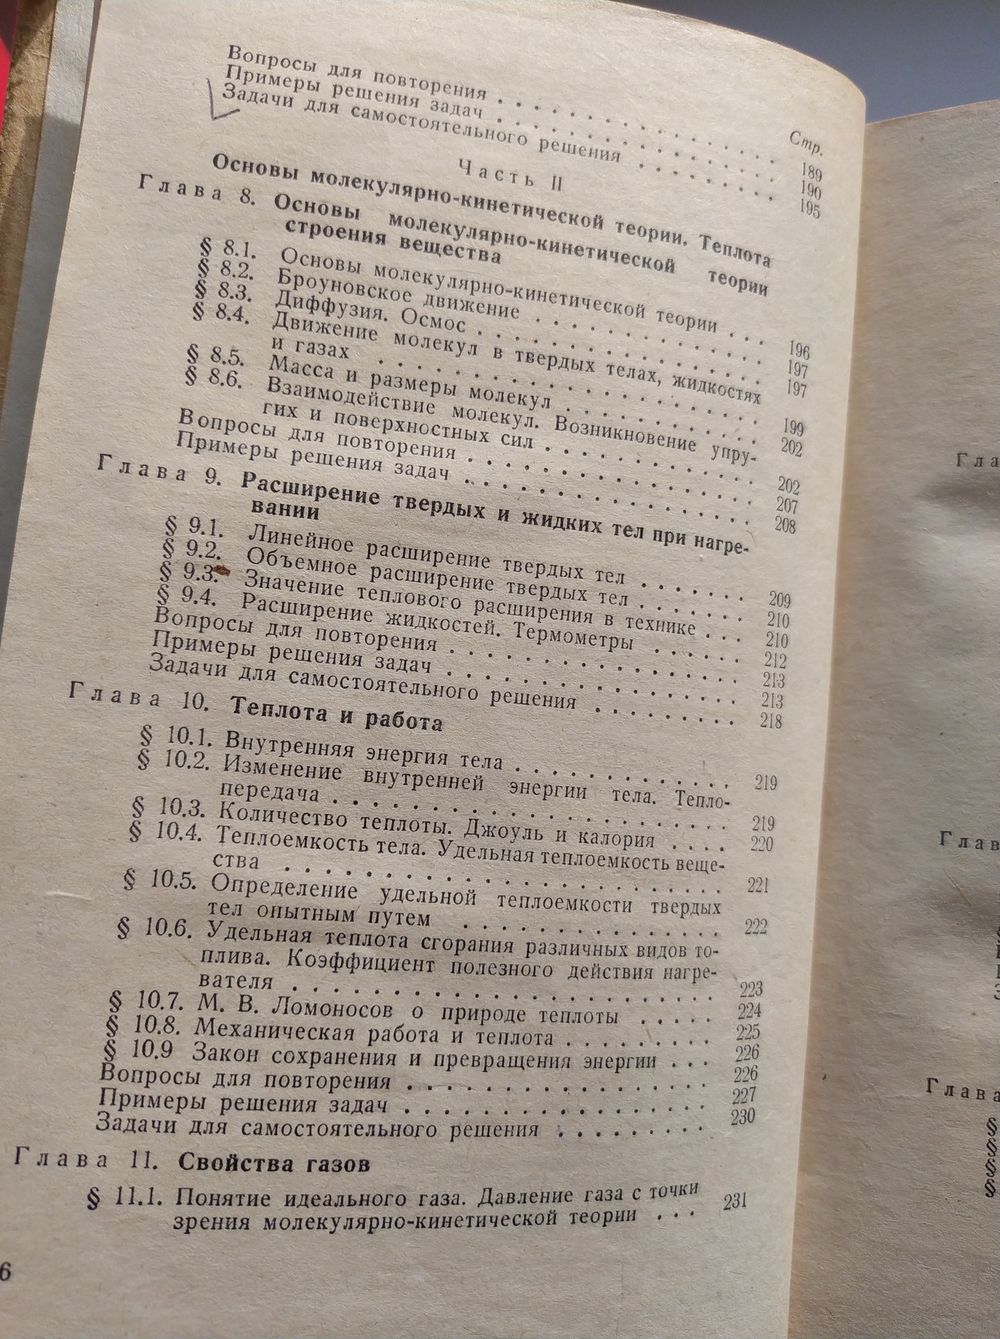 Стр.
Вопросы для повторения . . . . . . . . . . . . . 189
Примеры решения задач . . . . . . . . . . . . . 190
Задачи для самостоятельного решения . . . . . . . . 195
Часть II
Основы молекулярно-кинетической теории. Теплота
Глава 8. Основы молекулярно-кинетической теории
строения вещества
§ 8.1. Основы молекулярно-кинетической теории . . 196
§ 8.2. Броуновское движение . . . . . . . . . . . 197
§ 8.3. Диффузия. Осмос . . . . . . . . . . . . . 197
§ 8.4. Движение молекул в твердых телах, жидкостях
и газах . . . . . . . . . . . . . . . . 199
§ 8.5. Масса и размеры молекул . . . . . . . . . 202
§ 8.6. Взаимодействие молекул. Возникновение упру-
гих и поверхностных сил . . . . . . . . . . 202
Вопросы для повторения . . . . . . . . . . . . . 207
Примеры решения задач . . . . . . . . . . . . . 208
Глава 9. Расширение твердых и жидких тел при нагре-
вании
§ 9.1. Линейное расширение твердых тел . . . . . . 209
§ 9.2. Объемное расширение твердых тел . . . . . . 210
§ 9.3. Значение теплового расширения в технике . . . 210
§ 9.4. Расширение жидкостей. Термометры . . . . . 212
Вопросы для повторения . . . . . . . . . . . . . 213
Примеры решения задач . . . . . . . . . . . . . 213
Задачи для самостоятельного решения . . . . . . . . 218
Глава 10. Теплота и работа
§ 10.1. Внутренняя энергия тела . . . . . . . . . . . 219
§ 10.2. Изменение внутренней энергии тела. Тепло-
передача . . . . . . . . . . . . . . . . . 219
§ 10.3. Количество теплоты. Джоуль и калория . . . . 220
§ 10.4. Теплоемкость тела. Удельная теплоемкость веще-
ства . . . . . . . . . . . . . . . . . . . 221
§ 10.5. Определение удельной теплоемкости твердых
тел опытным путем . . . . . . . . . . . . 222
§ 10.6. Удельная теплота сгорания различных видов то-
плива. Коэффициент полезного действия нагре-
вателя . . . . . . . . . . . . . . . . . . 223
§ 10.7. М. В. Ломоносов о природе теплоты . . . . . 224
§ 10.8. Механическая работа и теплота . . . . . . . . 225
§ 10.9 Закон сохранения и превращения энергии . . . 226
Вопросы для повторения . . . . . . . . . . . . . . 226
Примеры решения задач . . . . . . . . . . . . . . 227
Задачи для самостоятельного решения . . . . . . . . 230
Глава 11. Свойства газов
§ 11.1. Понятие идеального газа. Давление газа с точки
зрения молекулярно-кинетической теории . . . 231
6
§
§
§
§